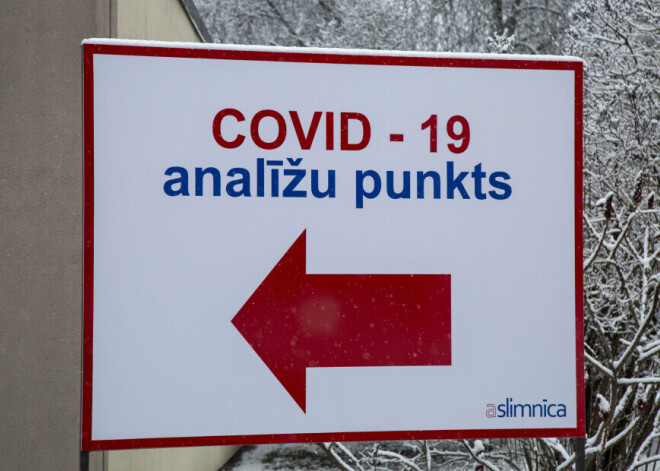 COVID - 19
analīžu punkts
aslimnica